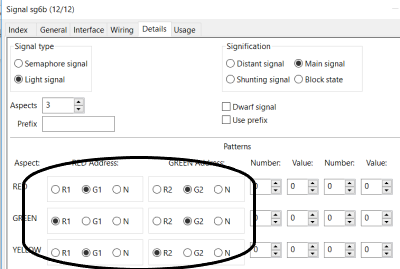 Signal sg6b (12/12)
Index General Interface Wiring Details Usage
Signal type Signification
Semaphore signal Distant signal Main signal
Light signal Shunting signal Block state
Aspects 3 Dwarf signal
Prefix Use prefix
Patterns
Aspect: RED Address: GREEN Address: Number: Value: Number: Value:
RED R1 G1 N R2 G2 N 0 0 0 0
GREEN R1 G1 N R2 G2 N 0 0 0 0
YELLOW R1 G1 N R2 G2 N 0 0 0 0